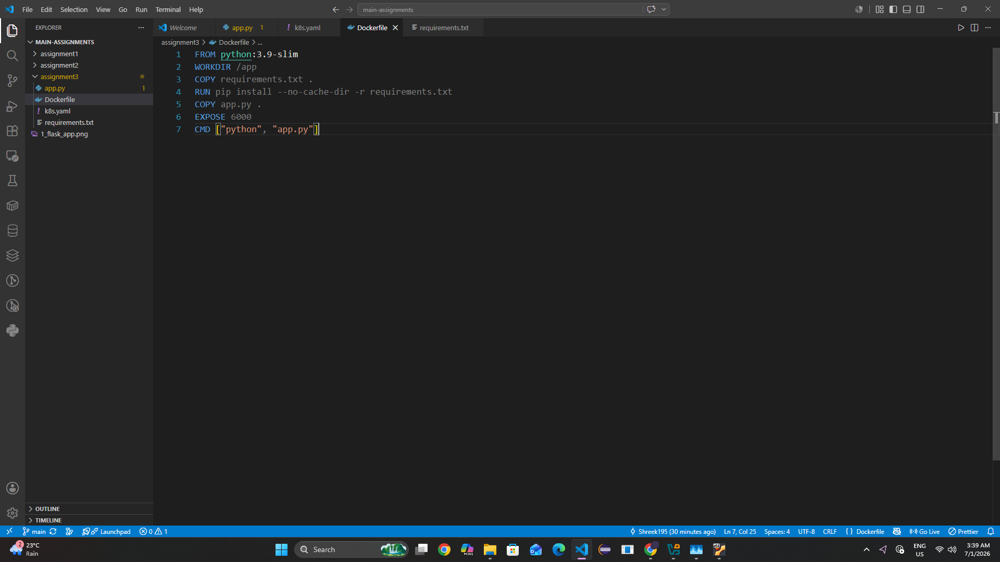 File Edit Selection View Go Run Terminal Help
main-assignments
EXPLORER
Welcome
app.py 1
k8s.yaml
Dockerfile
requirements.txt
MAIN-ASSIGNMENTS
assignment1
assignment2
assignment3
app.py 1
Dockerfile
k8s.yaml
requirements.txt
1_flask_app.png
assignment3 > Dockerfile > ...
1 FROM python:3.9-slim
2 WORKDIR /app
3 COPY requirements.txt .
4 RUN pip install --no-cache-dir -r requirements.txt
5 COPY app.py .
6 EXPOSE 6000
7 CMD ["python", "app.py"]
OUTLINE
TIMELINE
main Launchpad 0 1
Shreek195 (30 minutes ago) Ln 7, Col 25 Spaces: 4 UTF-8 CRLF { } Dockerfile Go Live Prettier
2
23°C
Rain
Search
M365
x64
ENG
US
3:39 AM
7/1/2026